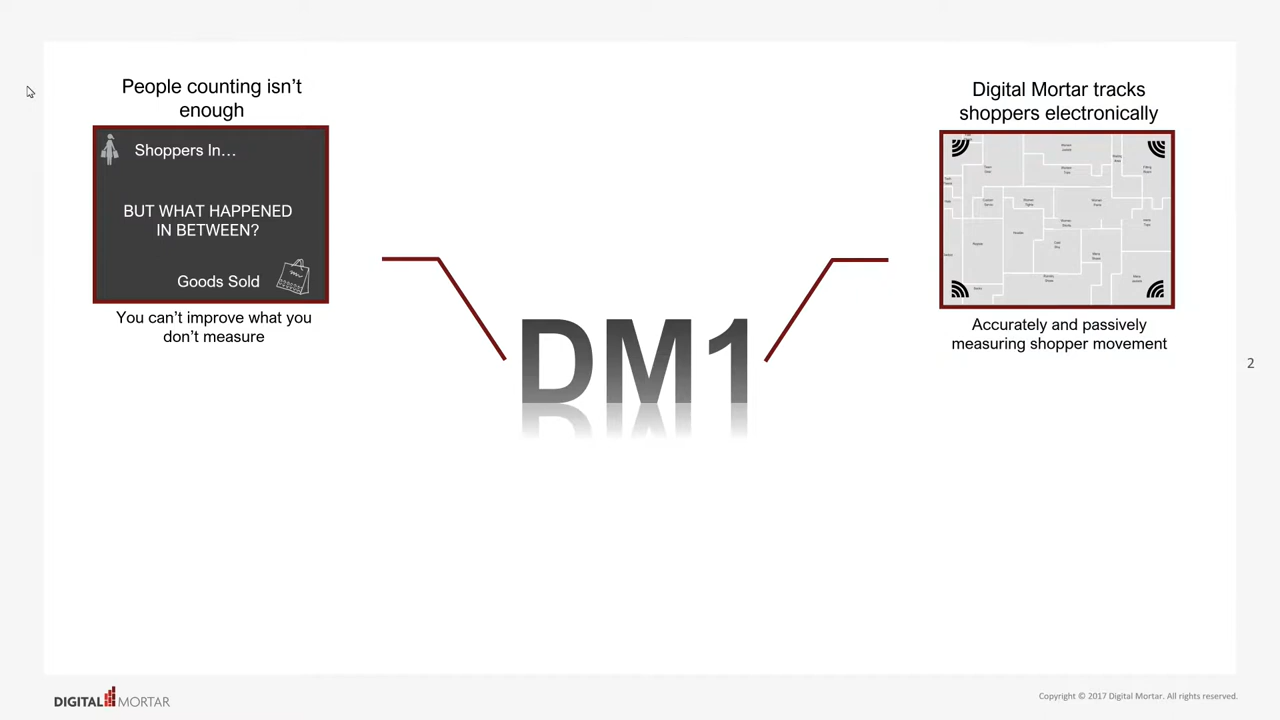 People counting isn’t
enough
Shoppers In…
BUT WHAT HAPPENED
IN BETWEEN?
Goods Sold
You can’t improve what you
don’t measure
DM1
Digital Mortar tracks
shoppers electronically
Accurately and passively
measuring shopper movement
2
DIGITAL MORTAR
Copyright © 2017 Digital Mortar. All rights reserved.